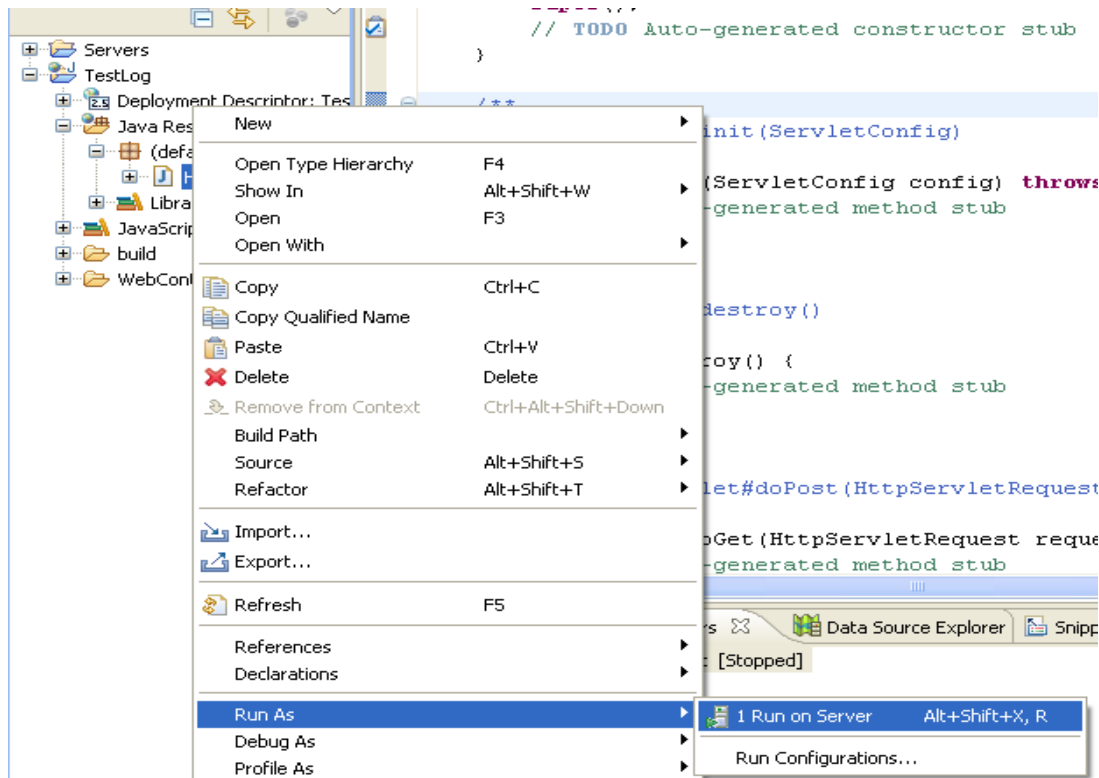 // TODO Auto-generated constructor stub
}
Servers
TestLog
Deployment Descriptor: Tes
/**
Java Res
New
init(ServletConfig)
(defa
Open Type Hierarchy F4
H
Show In Alt+Shift+W
(ServletConfig config) throws
Libra
Open F3
-generated method stub
JavaScrip
Open With
build
WebCont
Copy Ctrl+C
Copy Qualified Name
destroy()
Paste Ctrl+V
roy() {
Delete Delete
-generated method stub
Remove from Context Ctrl+Alt+Shift+Down
Build Path
Source Alt+Shift+S
Refactor Alt+Shift+T
let#doPost(HttpServletRequest
Import...
oGet(HttpServletRequest reque
Export...
-generated method stub
Refresh F5
rs Data Source Explorer Snipp
References
: [Stopped]
Declarations
Run As
1 Run on Server Alt+Shift+X, R
Debug As
Run Configurations...
Profile As